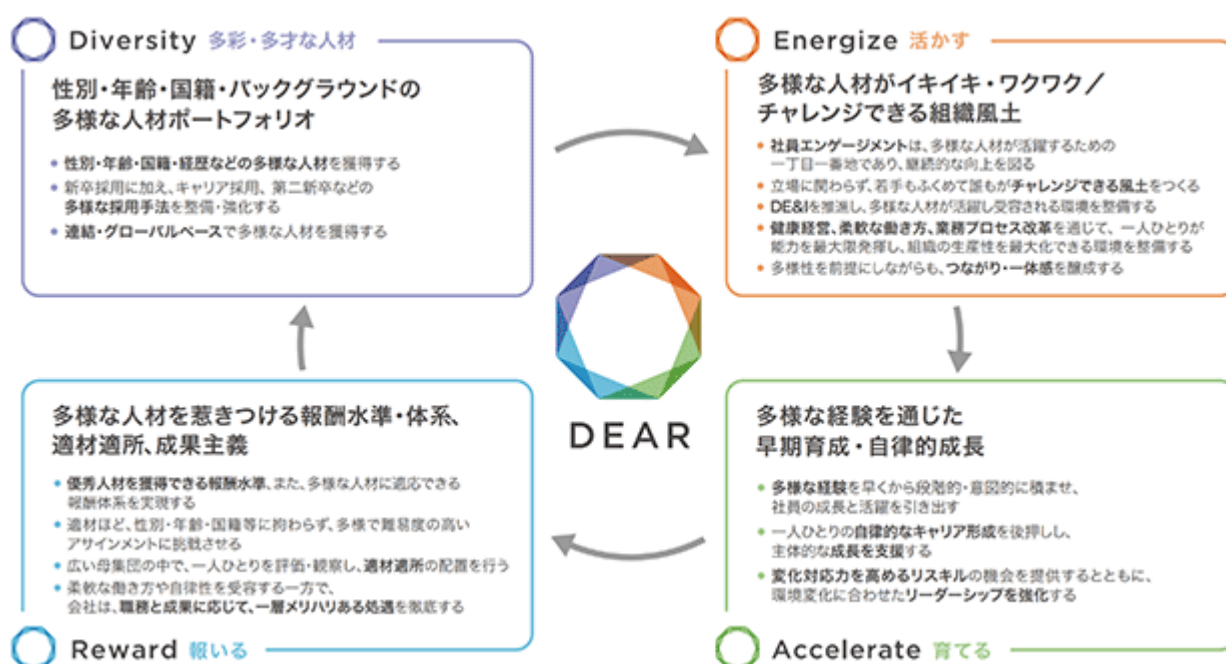 Diversity 多彩・多才な人材
性別・年齢・国籍・バックグラウンドの
多様な人材ポートフォリオ
• 性別・年齢・国籍・経歴などの多様な人材を獲得する
• 新卒採用に加え、キャリア採用、第二新卒などの
多様な採用手法を整備・強化する
• 連結・グローバルベースで多様な人材を獲得する
Energize 活かす
多様な人材がイキイキ・ワクワク／
チャレンジできる組織風土
• 社員エンゲージメントは、多様な人材が活躍するための
一丁目一番地であり、継続的な向上を図る
• 立場に関わらず、若手もふくめて誰もがチャレンジできる風土をつくる
• DE&Iを推進し、多様な人材が活躍し受容される環境を整備する
• 健康経営、柔軟な働き方、業務プロセス改革を通じて、一人ひとりが
能力を最大限発揮し、組織の生産性を最大化できる環境を整備する
• 多様性を前提にしながらも、つながり・一体感を醸成する
DEAR
多様な経験を通じた
早期育成・自律的成長
• 多様な経験を早くから段階的・意図的に積ませ、
社員の成長と活躍を引き出す
• 一人ひとりの自律的なキャリア形成を後押しし、
主体的な成長を支援する
• 変化対応力を高めるリスキルの機会を提供するとともに、
環境変化に合わせたリーダーシップを強化する
Accelerate 育てる
多様な人材を惹きつける報酬水準・体系、
適材適所、成果主義
• 優秀人材を獲得できる報酬水準、また、多様な人材に適応できる
報酬体系を実現する
• 適材ほど、性別・年齢・国籍等に拘わらず、多様で難易度の高い
アサインメントに挑戦させる
• 広い母集団の中で、一人ひとりを評価・観察し、適材適所の配置を行う
• 柔軟な働き方や自律性を受容する一方で、
会社は、職務と成果に応じて、一層メリハリある処遇を徹底する
Reward 報いる